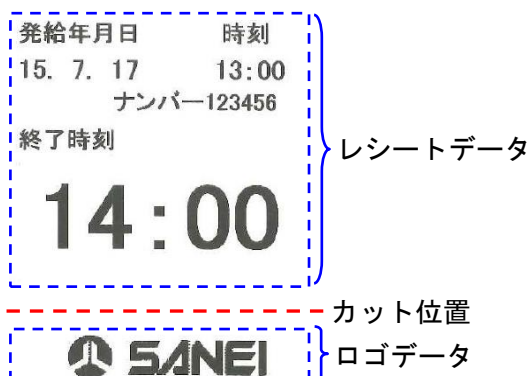 発給年月日 時刻
15. 7. 17 13:00
ナンバー123456
終了時刻
14:00
レシートデータ
カット位置
SANEI
ロゴデータ